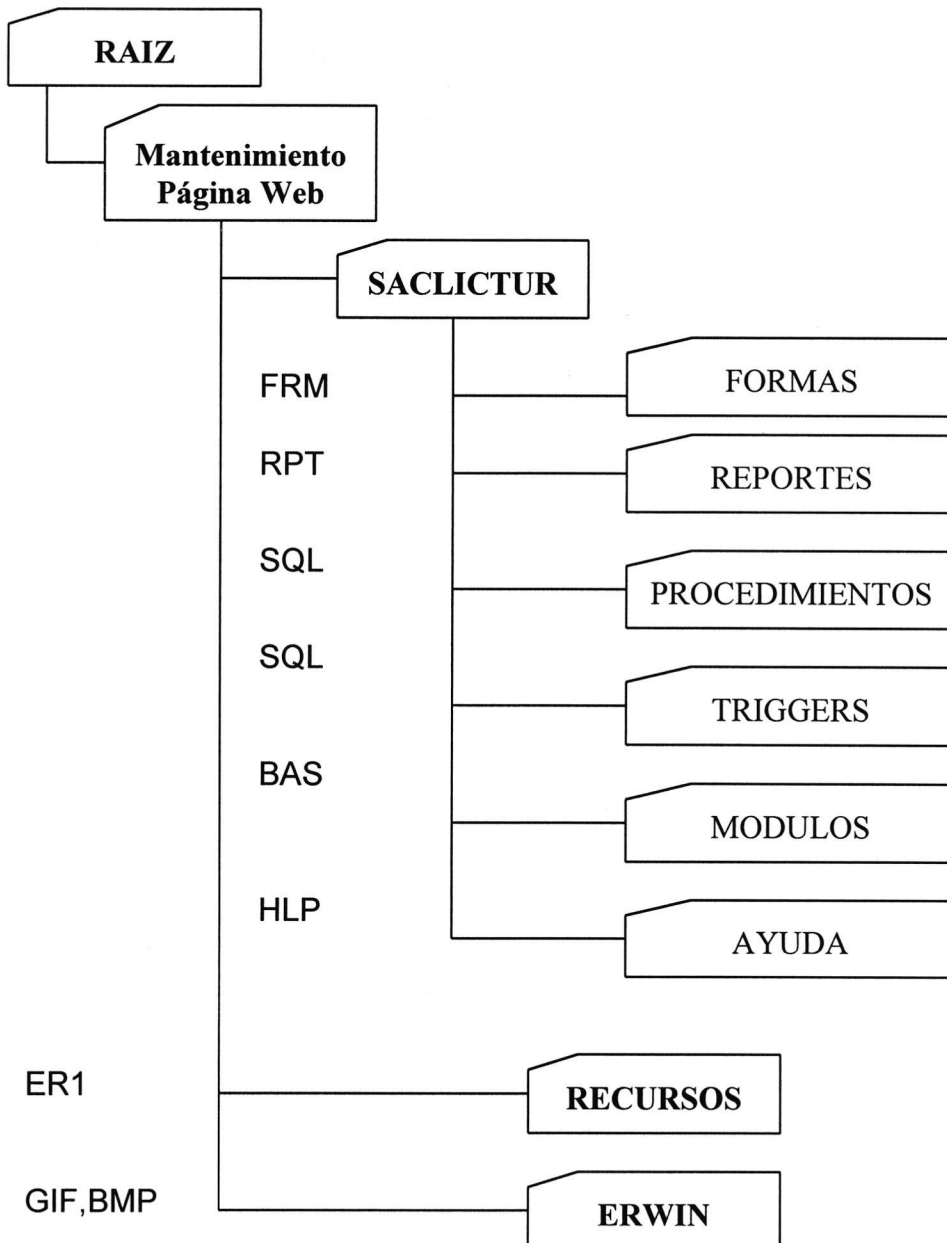 RAIZ
Mantenimiento
Página Web
SACLICTUR
FRM
FORMAS
RPT
REPORTES
SQL
PROCEDIMIENTOS
SQL
TRIGGERS
BAS
MODULOS
HLP
AYUDA
ER1
RECURSOS
GIF,BMP
ERWIN